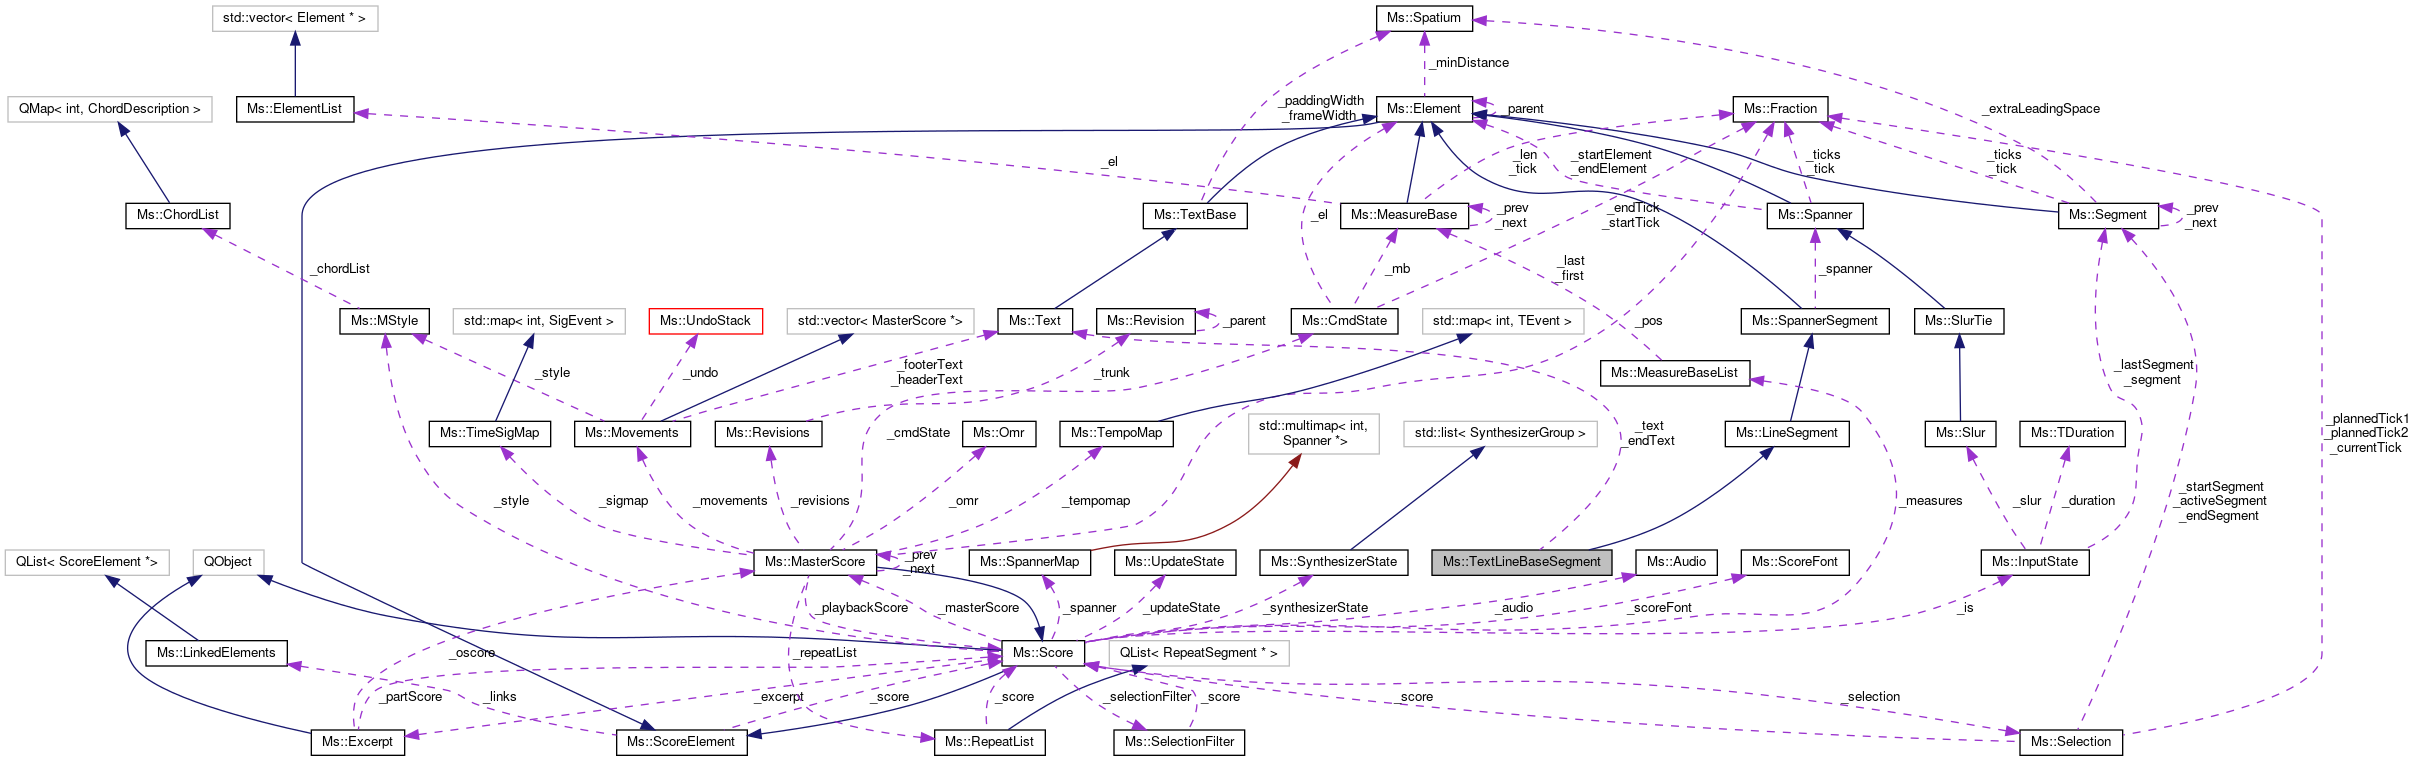 std::vector< Element * >
Ms::Spatium
_minDistance
QMap< int, ChordDescription >
Ms::ElementList
_paddingWidth
_frameWidth
Ms::Element
_parent
Ms::Fraction
_extraLeadingSpace
_el
_len
_tick
_startElement
_endElement
_ticks
_tick
_ticks
_tick
Ms::ChordList
Ms::TextBase
_el
Ms::MeasureBase
_prev
_next
_endTick
_startTick
Ms::Spanner
Ms::Segment
_prev
_next
_chordList
_mb
_last
_first
_spanner
Ms::MStyle
std::map< int, SigEvent >
Ms::UndoStack
std::vector< MasterScore *>
Ms::Text
Ms::Revision
_parent
Ms::CmdState
std::map< int, TEvent >
_pos
Ms::SpannerSegment
Ms::SlurTie
_style
_undo
_footerText
_headerText
_trunk
Ms::MeasureBaseList
_lastSegment
_segment
Ms::TimeSigMap
Ms::Movements
Ms::Revisions
_cmdState
Ms::Omr
Ms::TempoMap
std::multimap< int,
Spanner *>
std::list< SynthesizerGroup >
_text
_endText
Ms::LineSegment
Ms::Slur
Ms::TDuration
_plannedTick1
_plannedTick2
_currentTick
_style
_sigmap
_movements
_revisions
_omr
_tempomap
_measures
_slur
_duration
_startSegment
_activeSegment
_endSegment
QList< ScoreElement *>
QObject
Ms::MasterScore
_prev
_next
Ms::SpannerMap
Ms::UpdateState
Ms::SynthesizerState
Ms::TextLineBaseSegment
Ms::Audio
Ms::ScoreFont
Ms::InputState
_playbackScore
_masterScore
_spanner
_updateState
_synthesizerState
_audio
_scoreFont
_is
Ms::LinkedElements
_oscore
_repeatList
Ms::Score
QList< RepeatSegment * >
_partScore
_links
_excerpt
_score
_score
_selectionFilter
_score
_score
_selection
Ms::Excerpt
Ms::ScoreElement
Ms::RepeatList
Ms::SelectionFilter
Ms::Selection